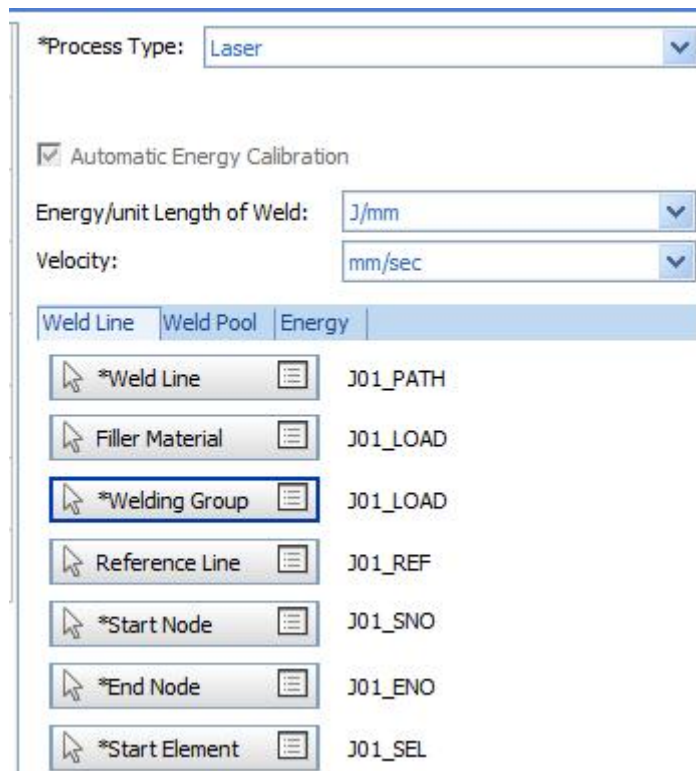 *Process Type: Laser
Automatic Energy Calibration
Energy/unit Length of Weld: J/mm
Velocity: mm/sec
Weld Line Weld Pool Energy
*Weld Line J01_PATH
Filler Material J01_LOAD
*Welding Group J01_LOAD
Reference Line J01_REF
*Start Node J01_SNO
*End Node J01_ENO
*Start Element J01_SEL